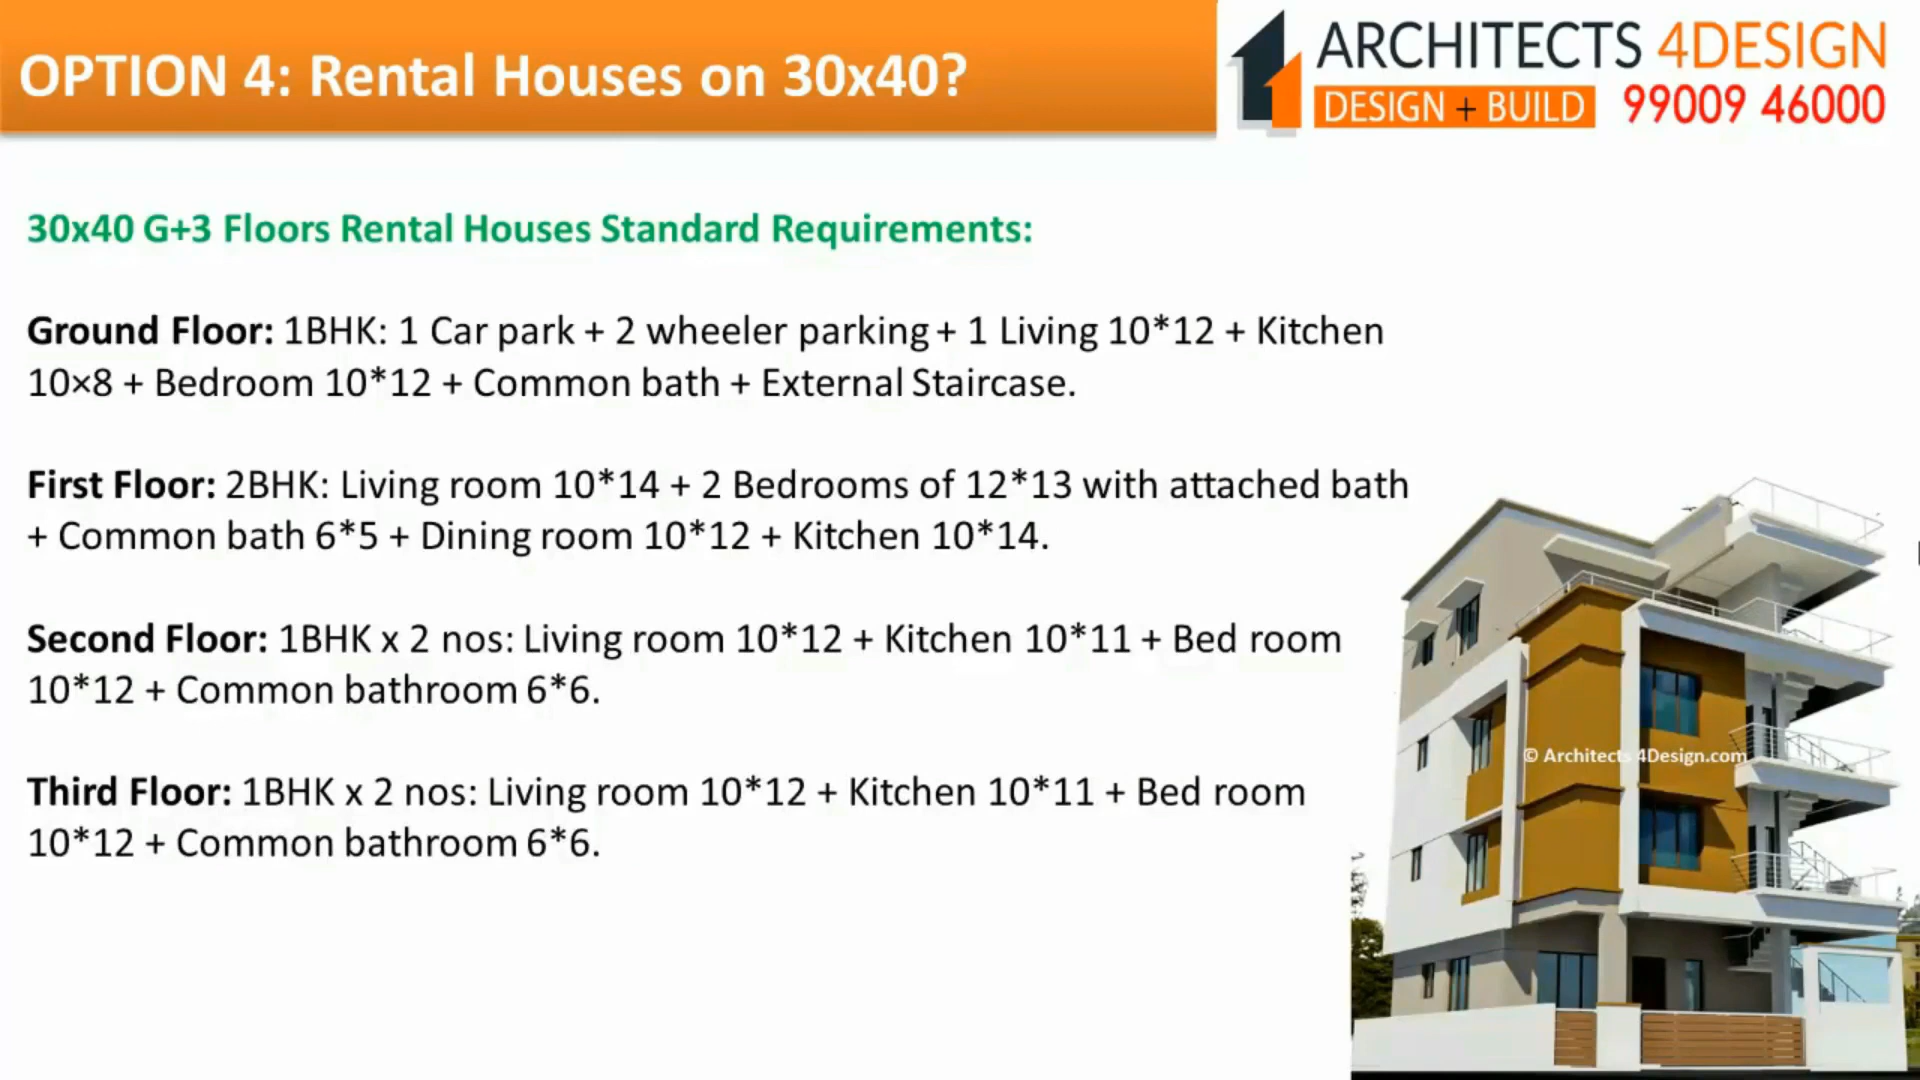 OPTION 4: Rental Houses on 30x40?
ARCHITECTS 4DESIGN
DESIGN + BUILD 99009 46000
30x40 G+3 Floors Rental Houses Standard Requirements:
Ground Floor: 1BHK: 1 Car park + 2 wheeler parking + 1 Living 10*12 + Kitchen
10×8 + Bedroom 10*12 + Common bath + External Staircase.
First Floor: 2BHK: Living room 10*14 + 2 Bedrooms of 12*13 with attached bath
+ Common bath 6*5 + Dining room 10*12 + Kitchen 10*14.
Second Floor: 1BHK x 2 nos: Living room 10*12 + Kitchen 10*11 + Bed room
10*12 + Common bathroom 6*6.
Third Floor: 1BHK x 2 nos: Living room 10*12 + Kitchen 10*11 + Bed room
10*12 + Common bathroom 6*6.
© Architects 4Design.com